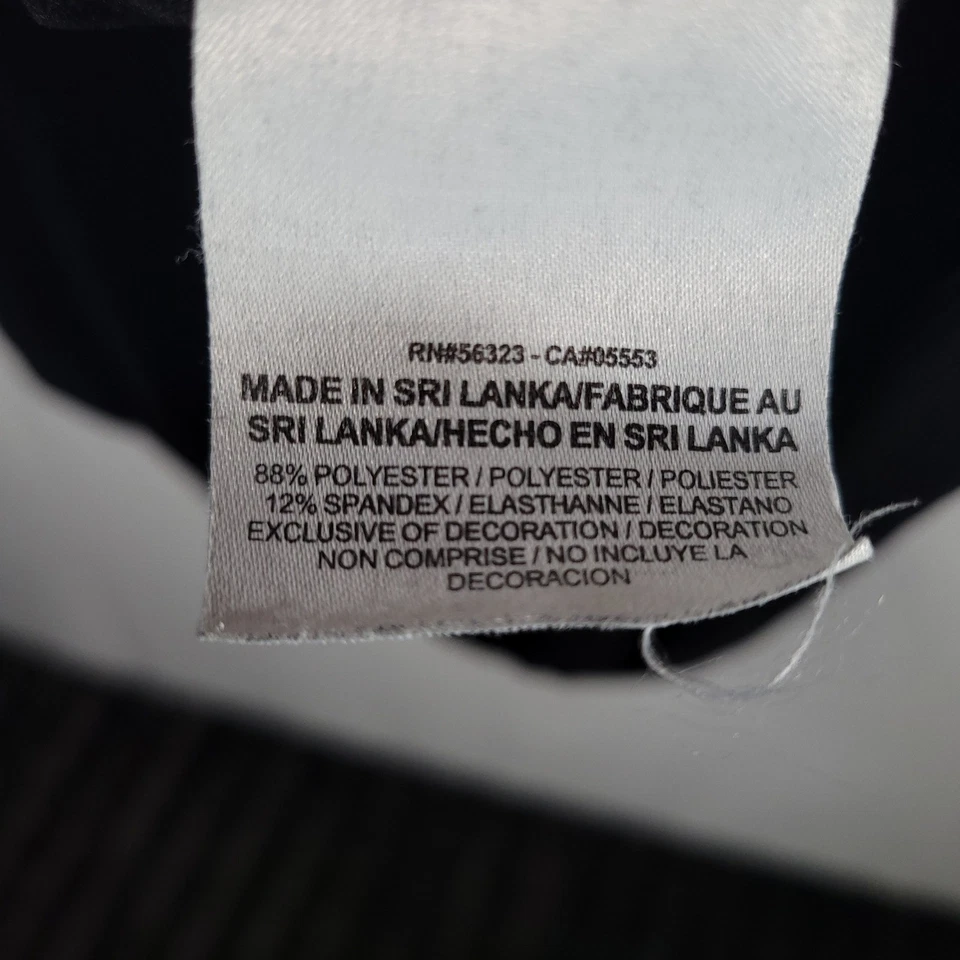 RN#56323 - CA#05553
MADE IN SRI LANKA/FABRIQUE AU
SRI LANKA/HECHO EN SRI LANKA
88% POLYESTER / POLYESTER / POLIESTER
12% SPANDEX / ELASTHANNE / ELASTANO
EXCLUSIVE OF DECORATION / DECORATION
NON COMPRISE / NO INCLUYE LA
DECORACION